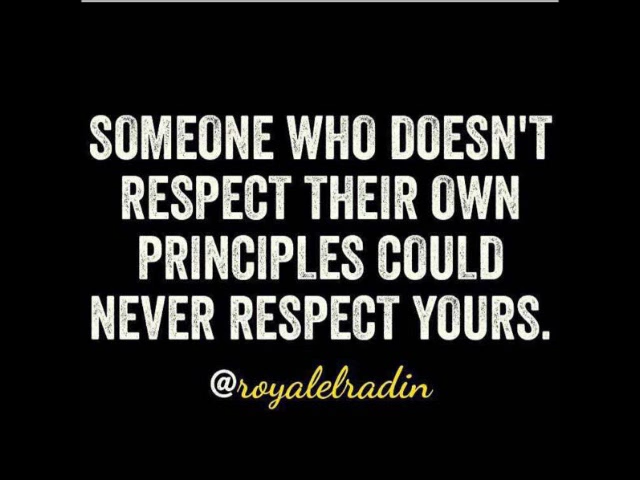 SOMEONE WHO DOESN'T
RESPECT THEIR OWN
PRINCIPLES COULD
NEVER RESPECT YOURS.
@royalelradin